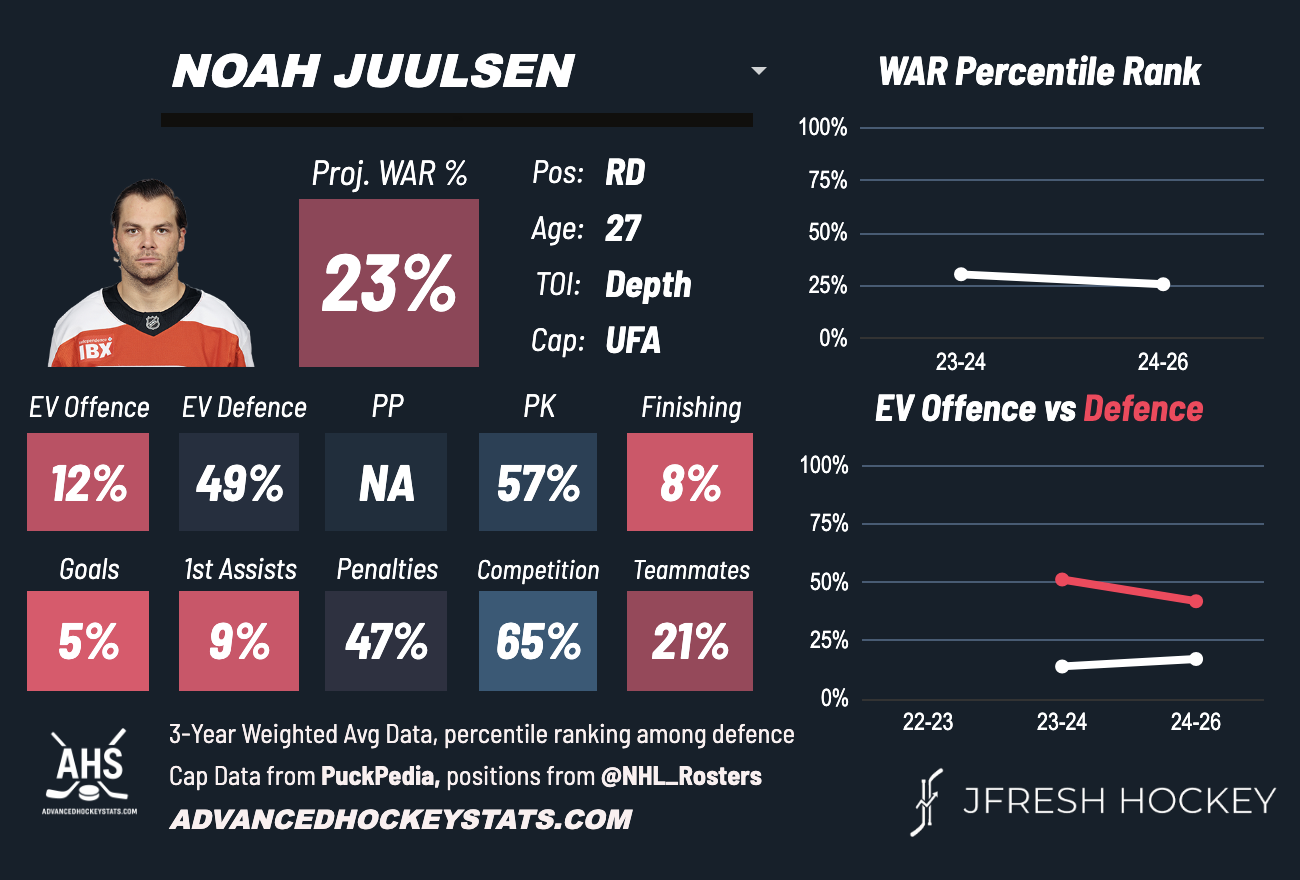 NOAH JUULSEN
Proj. WAR %
23%
Pos: RD
Age: 27
TOI: Depth
Cap: UFA
IBX
EV Offence EV Defence PP PK Finishing
12% 49% NA 57% 8%
Goals 1st Assists Penalties Competition Teammates
5% 9% 47% 65% 21%
WAR Percentile Rank
100%
75%
50%
25%
0%
23-24 24-26
EV Offence vs Defence
100%
75%
50%
25%
0%
22-23 23-24 24-26
AHS
ADVANCEDHOCKEYSTATS.COM
3-Year Weighted Avg Data, percentile ranking among defence
Cap Data from PuckPedia, positions from @NHL_Rosters
ADVANCEDHOCKEYSTATS.COM
JFRESH HOCKEY